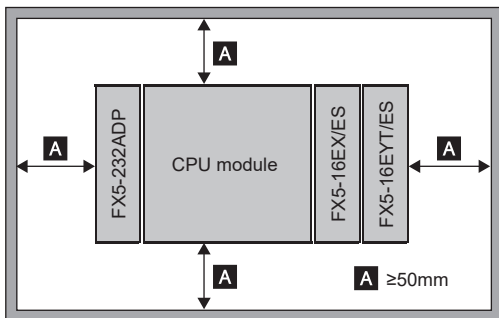 A
A
FX5-232ADP
CPU module
FX5-16EX/ES
FX5-16EYT/ES
A
A
A ≥50mm